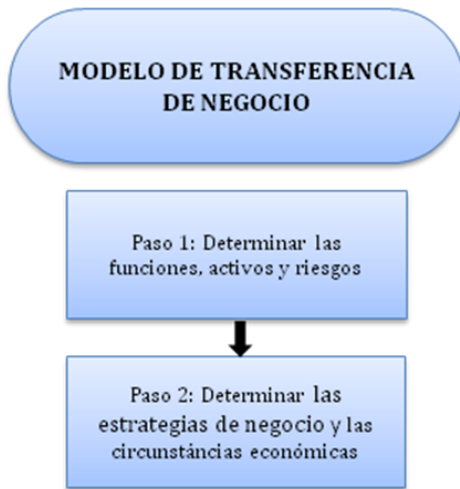 MODELO DE TRANSFERENCIA
DE NEGOCIO
Paso 1: Determinar las
funciones, activos y riesgos
Paso 2: Determinar las
estrategias de negocio y las
circunstáncias económicas